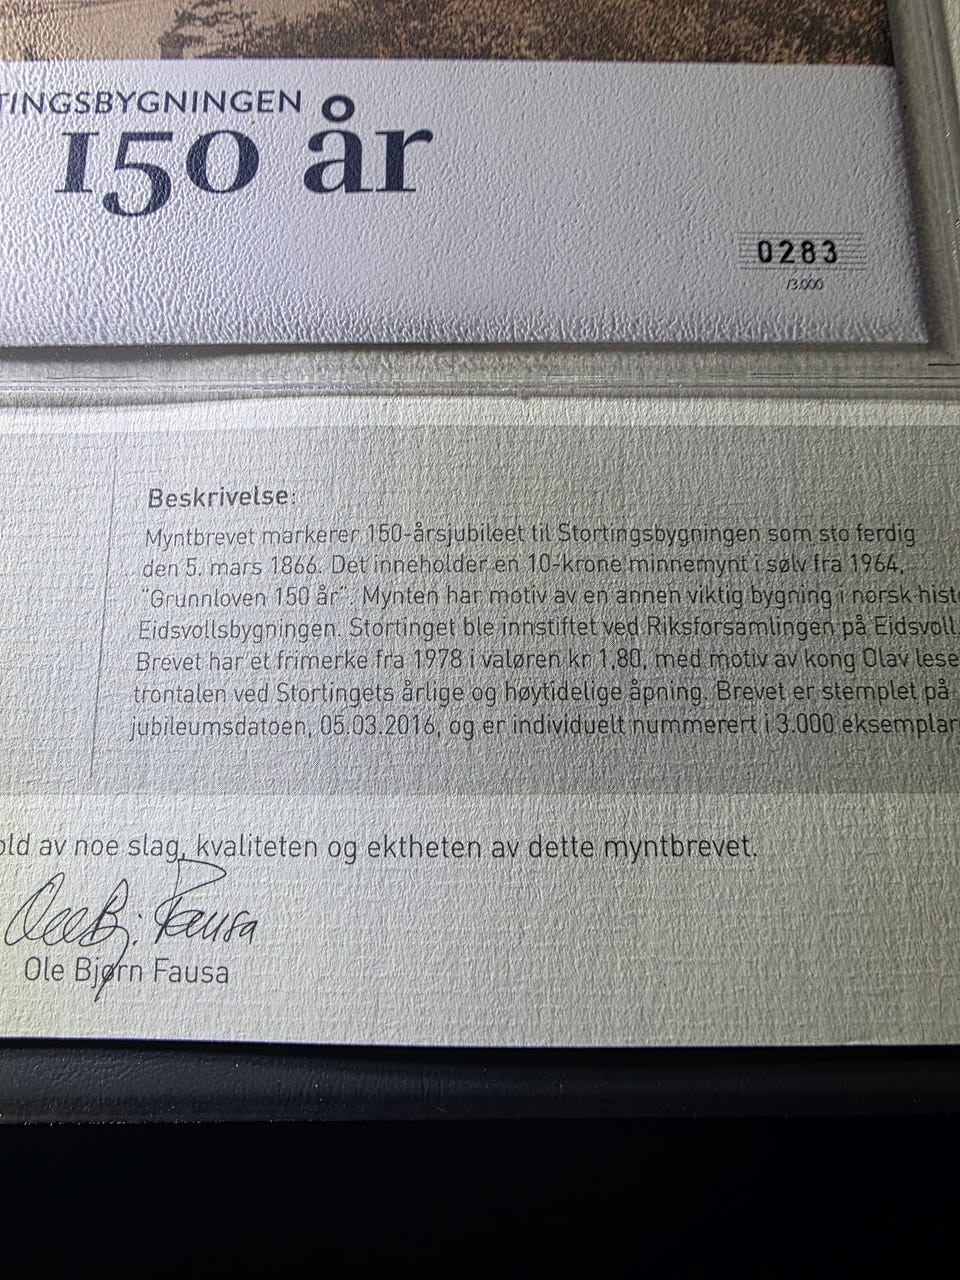 TINGSBYGNINGEN
150 år
0283
/3.000
Beskrivelse:
Myntbrevet markerer 150-årsjubileet til Stortingsbygningen som sto ferdig
den 5. mars 1866. Det inneholder en 10-krone minnemynt i sølv fra 1964,
"Grunnloven 150 år". Mynten har motiv av en annen viktig bygning i norsk hist
Eidsvollsbygningen. Stortinget ble innstiftet ved Riksforsamlingen på Eidsvoll.
Brevet har et frimerke fra 1978 i valøren kr 1,80, med motiv av kong Olav lese
trontalen ved Stortingets årlige og høytidelige åpning. Brevet er stemplet på
jubileumsdatoen, 05.03.2016, og er individuelt nummerert i 3.000 eksemplar
old av noe slag, kvaliteten og ektheten av dette myntbrevet.
Ole Bj. Fausa
Ole Bjørn Fausa